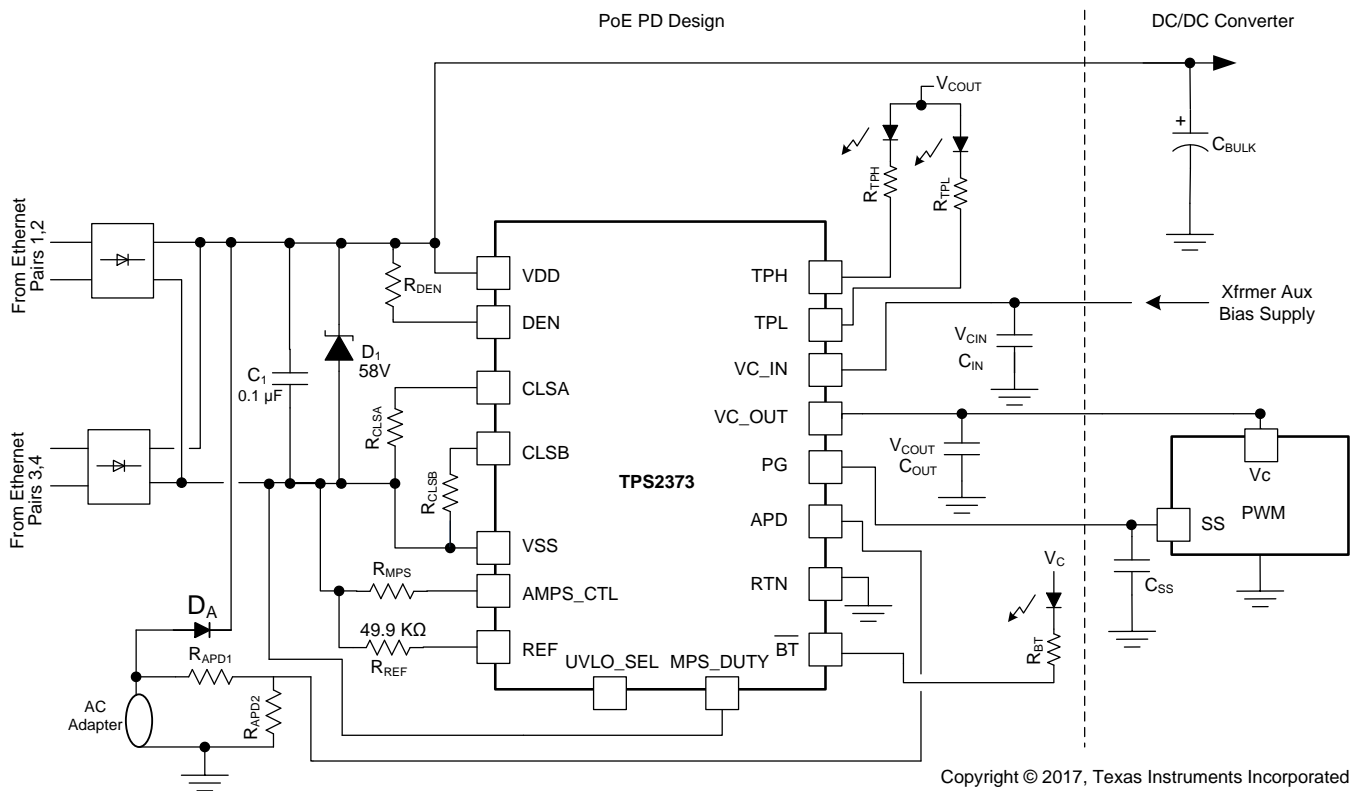 PoE PD Design
DC/DC Converter
VCOUT
+
CBULK
RTPH
RTPL
From Ethernet
Pairs 1,2
RDEN
VDD
DEN
TPH
TPL
VC_IN
VC_OUT
Xfrmer Aux
Bias Supply
VCIN
CIN
C1
0.1 µF
D1
58V
RCLSA
CLSA
RCLSB
CLSB
TPS2373
PG
APD
VCOUT
COUT
Vc
SS
PWM
From Ethernet
Pairs 3,4
VSS
RMPS
AMPS_CTL
49.9 KΩ
RREF
REF
RTN
BT
VC
RBT
CSS
UVLO_SEL
MPS_DUTY
DA
RAPD1
RAPD2
AC
Adapter
Copyright © 2017, Texas Instruments Incorporated